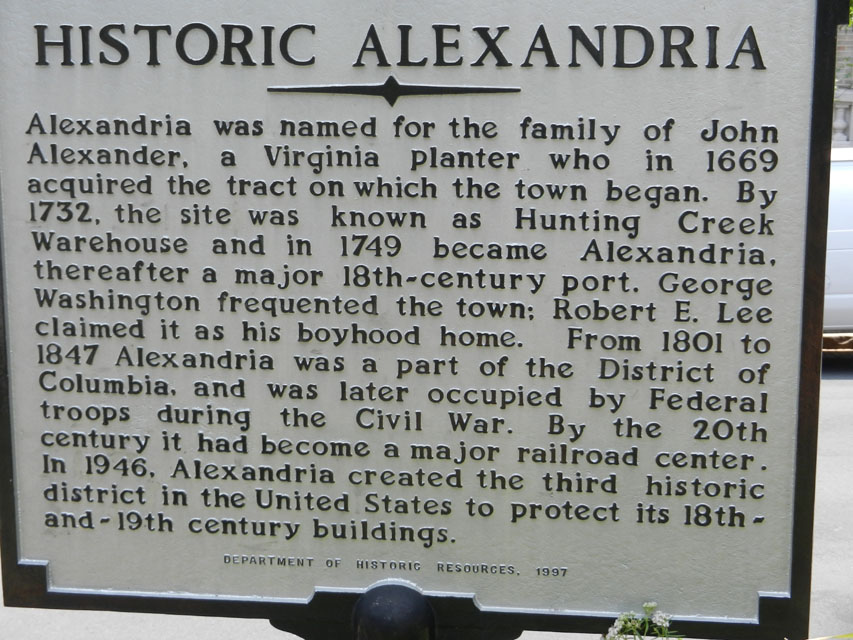 HISTORIC ALEXANDRIA
Alexandria was named for the family of John
Alexander, a Virginia planter who in 1669
acquired the tract on which the town began. By
1732, the site was known as Hunting Creek
Warehouse and in 1749 became Alexandria,
thereafter a major 18th-century port. George
Washington frequented the town; Robert E. Lee
claimed it as his boyhood home. From 1801 to
1847 Alexandria was a part of the District of
Columbia, and was later occupied by Federal
troops during the Civil War. By the 20th
century it had become a major railroad center.
In 1946, Alexandria created the third historic
district in the United States to protect its 18th-
and-19th century buildings.
DEPARTMENT OF HISTORIC RESOURCES, 1997